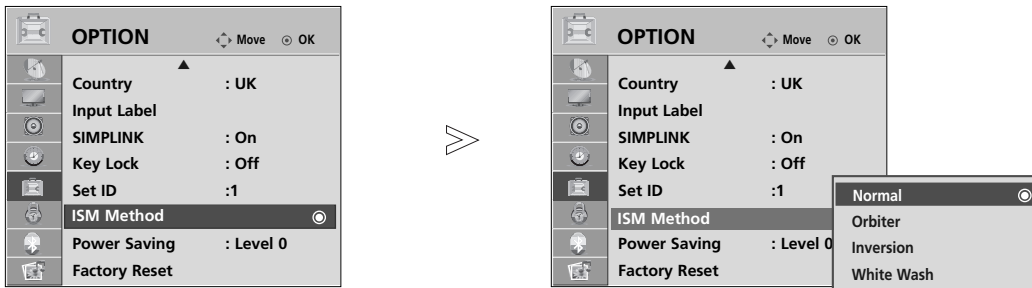 OPTION Move OK
Country : UK
Input Label
SIMPLINK : On
Key Lock : Off
Set ID :1
ISM Method
Power Saving : Level 0
Factory Reset
OPTION Move OK
Country : UK
Input Label
SIMPLINK : On
Key Lock : Off
Set ID :1
ISM Method
Power Saving : Level 0
Factory Reset
Normal
Orbiter
Inversion
White Wash